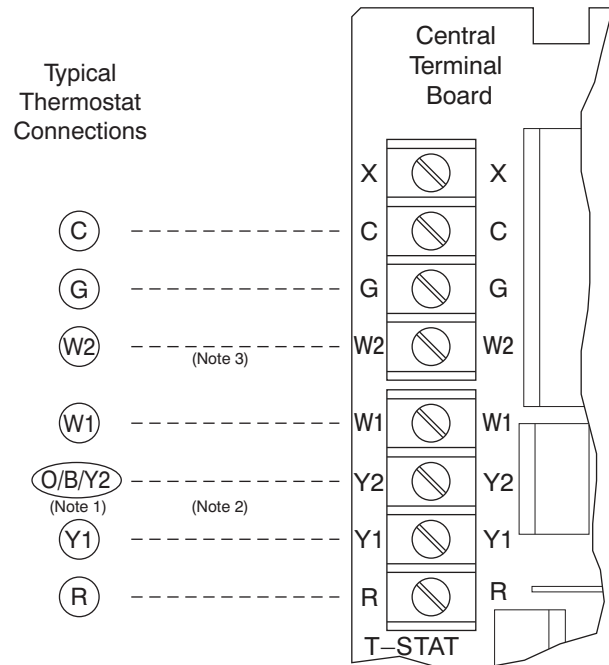 Typical
Thermostat
Connections
Central
Terminal
Board
X X
C C C
G G G
W2 (Note 3) W2 W2
W1 W1 W1
O/B/Y2 Y2 Y2
(Note 1) (Note 2)
Y1 Y1 Y1
R R R
T–STAT